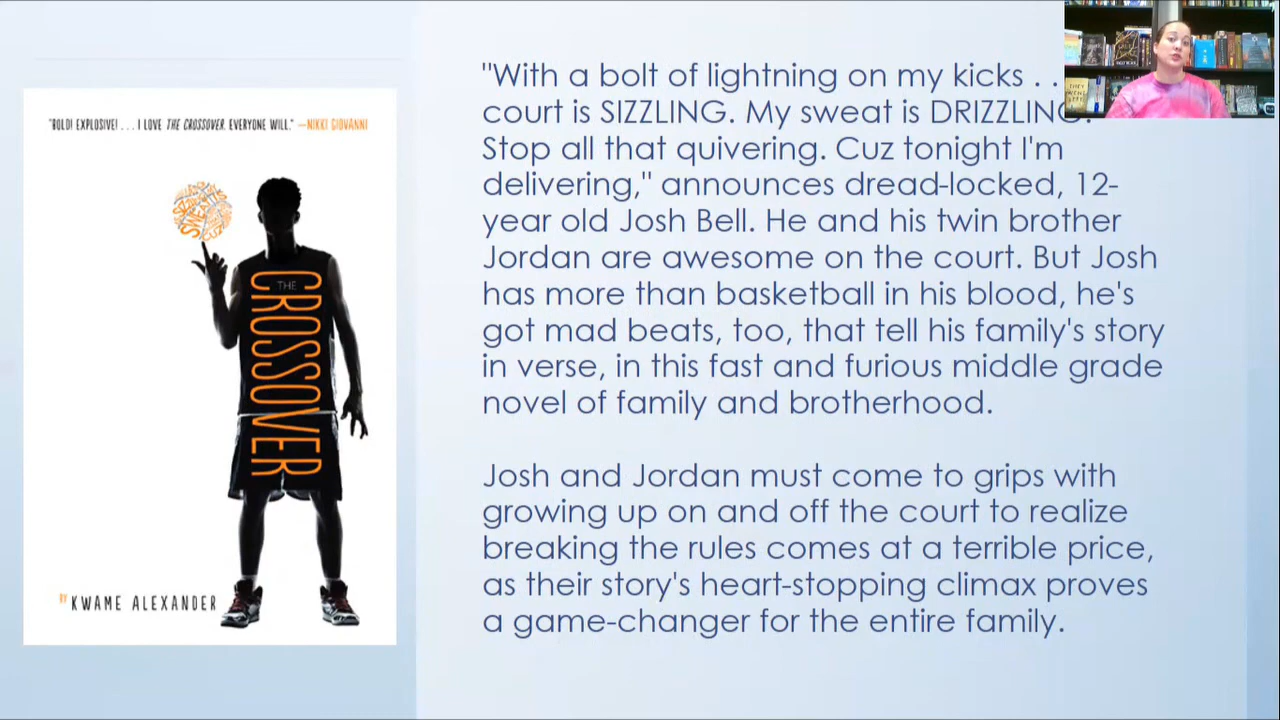 "BOLD! EXPLOSIVE! . . . I LOVE THE CROSSOVER. EVERYONE WILL." —NIKKI GIOVANNI
THE
CROSSOVER
BY KWAME ALEXANDER
"With a bolt of lightning on my kicks . .
court is SIZZLING. My sweat is DRIZZLING.
Stop all that quivering. Cuz tonight I'm
delivering," announces dread-locked, 12-
year old Josh Bell. He and his twin brother
Jordan are awesome on the court. But Josh
has more than basketball in his blood, he's
got mad beats, too, that tell his family's story
in verse, in this fast and furious middle grade
novel of family and brotherhood.
Josh and Jordan must come to grips with
growing up on and off the court to realize
breaking the rules comes at a terrible price,
as their story's heart-stopping climax proves
a game-changer for the entire family.